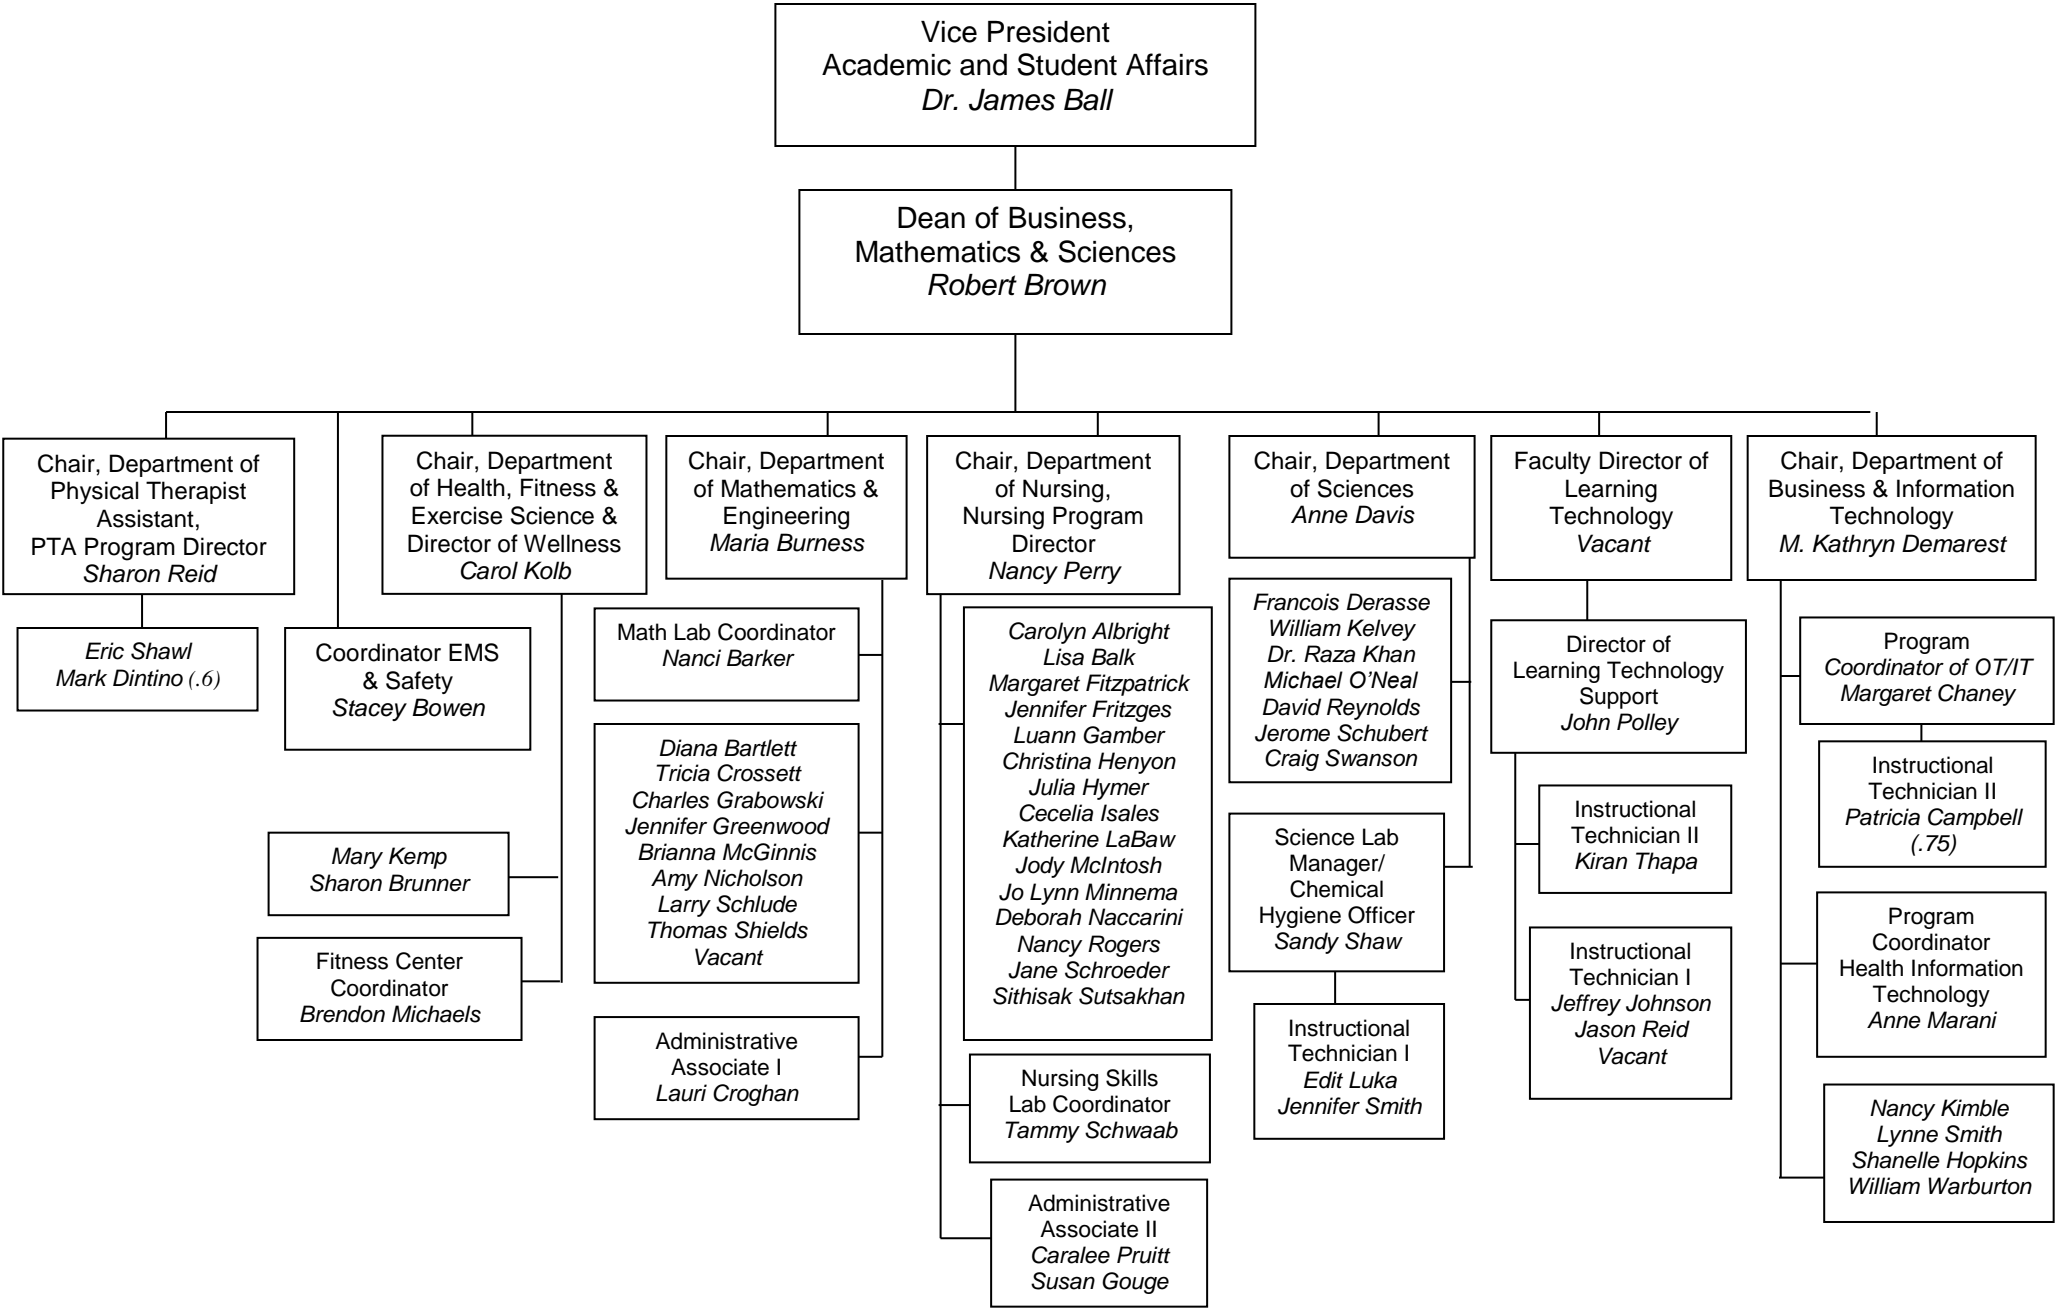 Vice President
Academic and Student Affairs
Dr. James Ball
Dean of Business,
Mathematics & Sciences
Robert Brown
Chair, Department of
Physical Therapist
Assistant,
PTA Program Director
Sharon Reid
Eric Shawl
Mark Dintino (.6)
Coordinator EMS
& Safety
Stacey Bowen
Chair, Department
of Health, Fitness &
Exercise Science &
Director of Wellness
Carol Kolb
Mary Kemp
Sharon Brunner
Fitness Center
Coordinator
Brendon Michaels
Chair, Department
of Mathematics &
Engineering
Maria Burness
Math Lab Coordinator
Nanci Barker
Diana Bartlett
Tricia Crossett
Charles Grabowski
Jennifer Greenwood
Brianna McGinnis
Amy Nicholson
Larry Schlude
Thomas Shields
Vacant
Administrative
Associate I
Lauri Croghan
Chair, Department
of Nursing,
Nursing Program
Director
Nancy Perry
Carolyn Albright
Lisa Balk
Margaret Fitzpatrick
Jennifer Fritzges
Luann Gamber
Christina Henyon
Julia Hymer
Cecelia Isales
Katherine LaBaw
Jody McIntosh
Jo Lynn Minnema
Deborah Naccarini
Nancy Rogers
Jane Schroeder
Sithisak Sutsakhan
Nursing Skills
Lab Coordinator
Tammy Schwaab
Administrative
Associate II
Caralee Pruitt
Susan Gouge
Chair, Department
of Sciences
Anne Davis
Francois Derasse
William Kelvey
Dr. Raza Khan
Michael O’Neal
David Reynolds
Jerome Schubert
Craig Swanson
Science Lab
Manager/
Chemical
Hygiene Officer
Sandy Shaw
Instructional
Technician I
Edit Luka
Jennifer Smith
Faculty Director of
Learning
Technology
Vacant
Director of
Learning Technology
Support
John Polley
Instructional
Technician II
Kiran Thapa
Instructional
Technician I
Jeffrey Johnson
Jason Reid
Vacant
Chair, Department of
Business & Information
Technology
M. Kathryn Demarest
Program
Coordinator of OT/IT
Margaret Chaney
Instructional
Technician II
Patricia Campbell
(.75)
Program
Coordinator
Health Information
Technology
Anne Marani
Nancy Kimble
Lynne Smith
Shanelle Hopkins
William Warburton